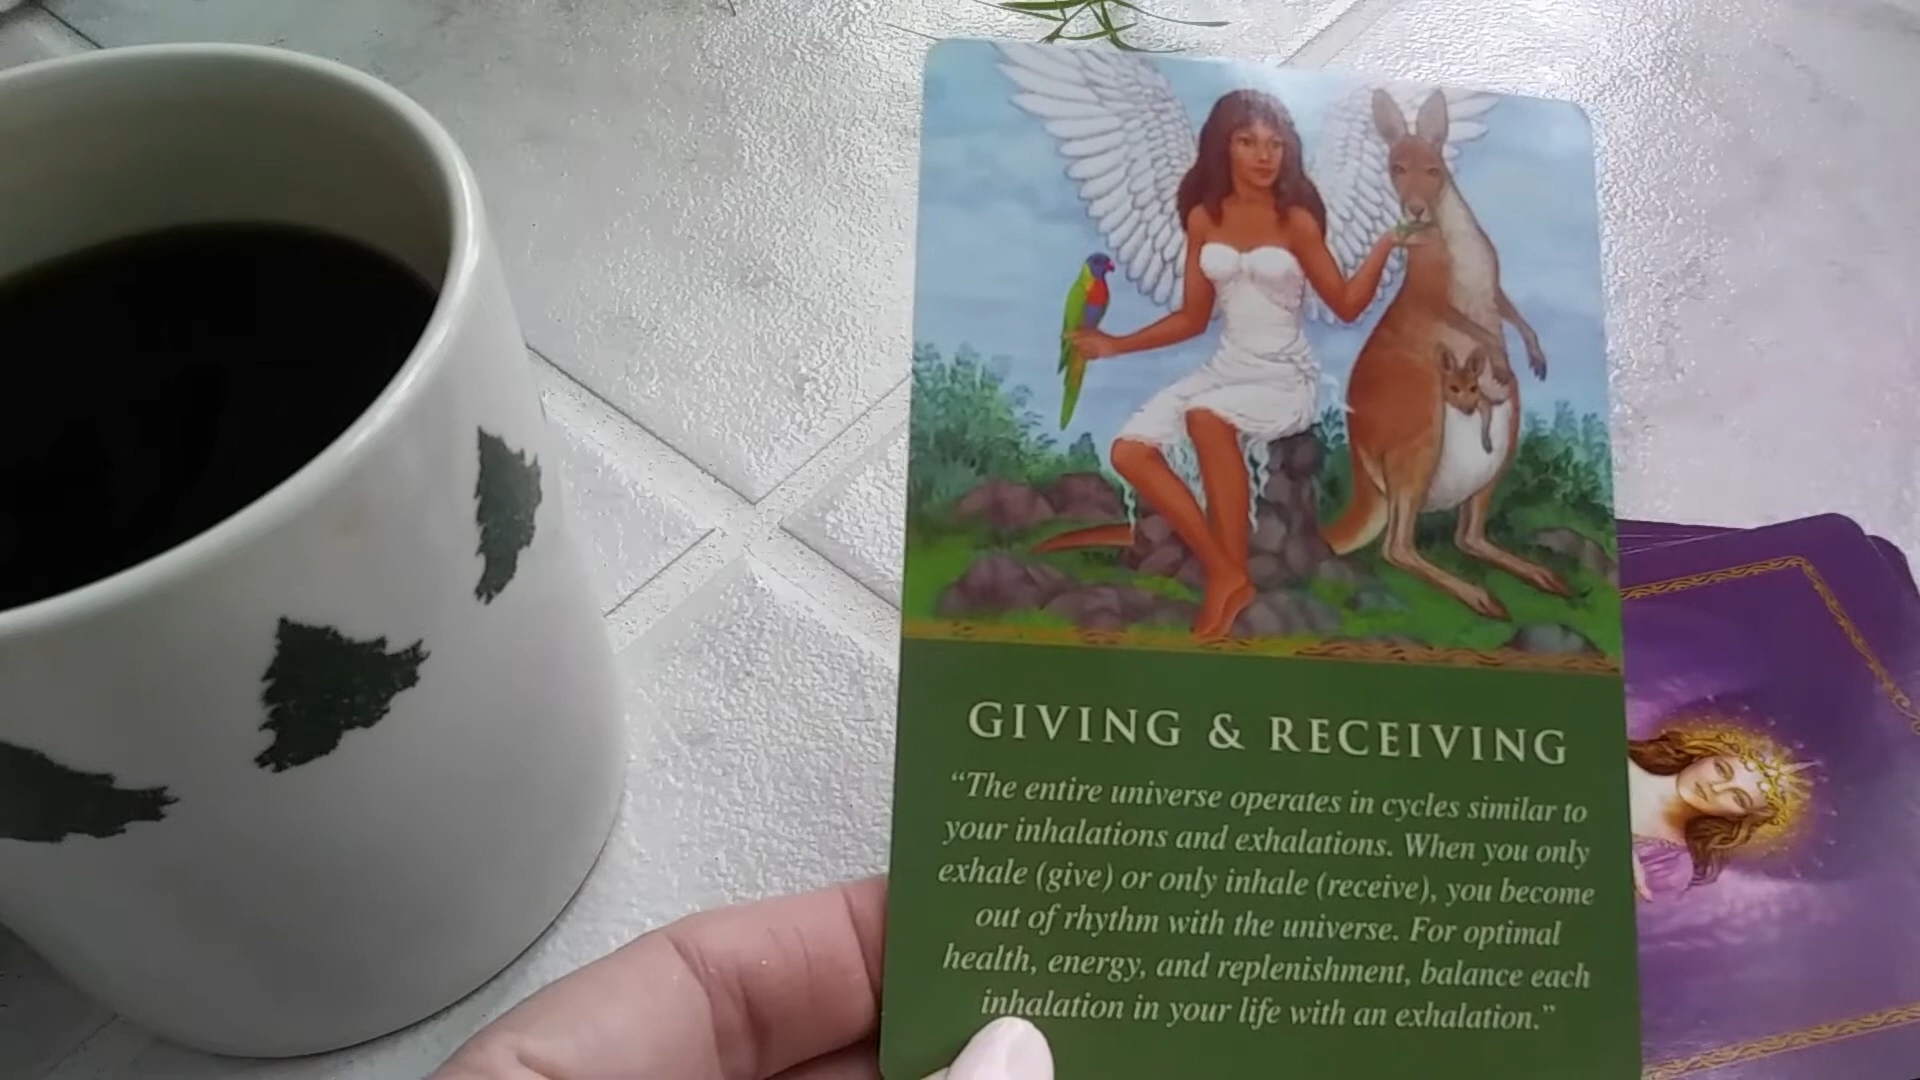 GIVING & RECEIVING
“The entire universe operates in cycles similar to
your inhalations and exhalations. When you only
exhale (give) or only inhale (receive), you become
out of rhythm with the universe. For optimal
health, energy, and replenishment, balance each
inhalation in your life with an exhalation.”